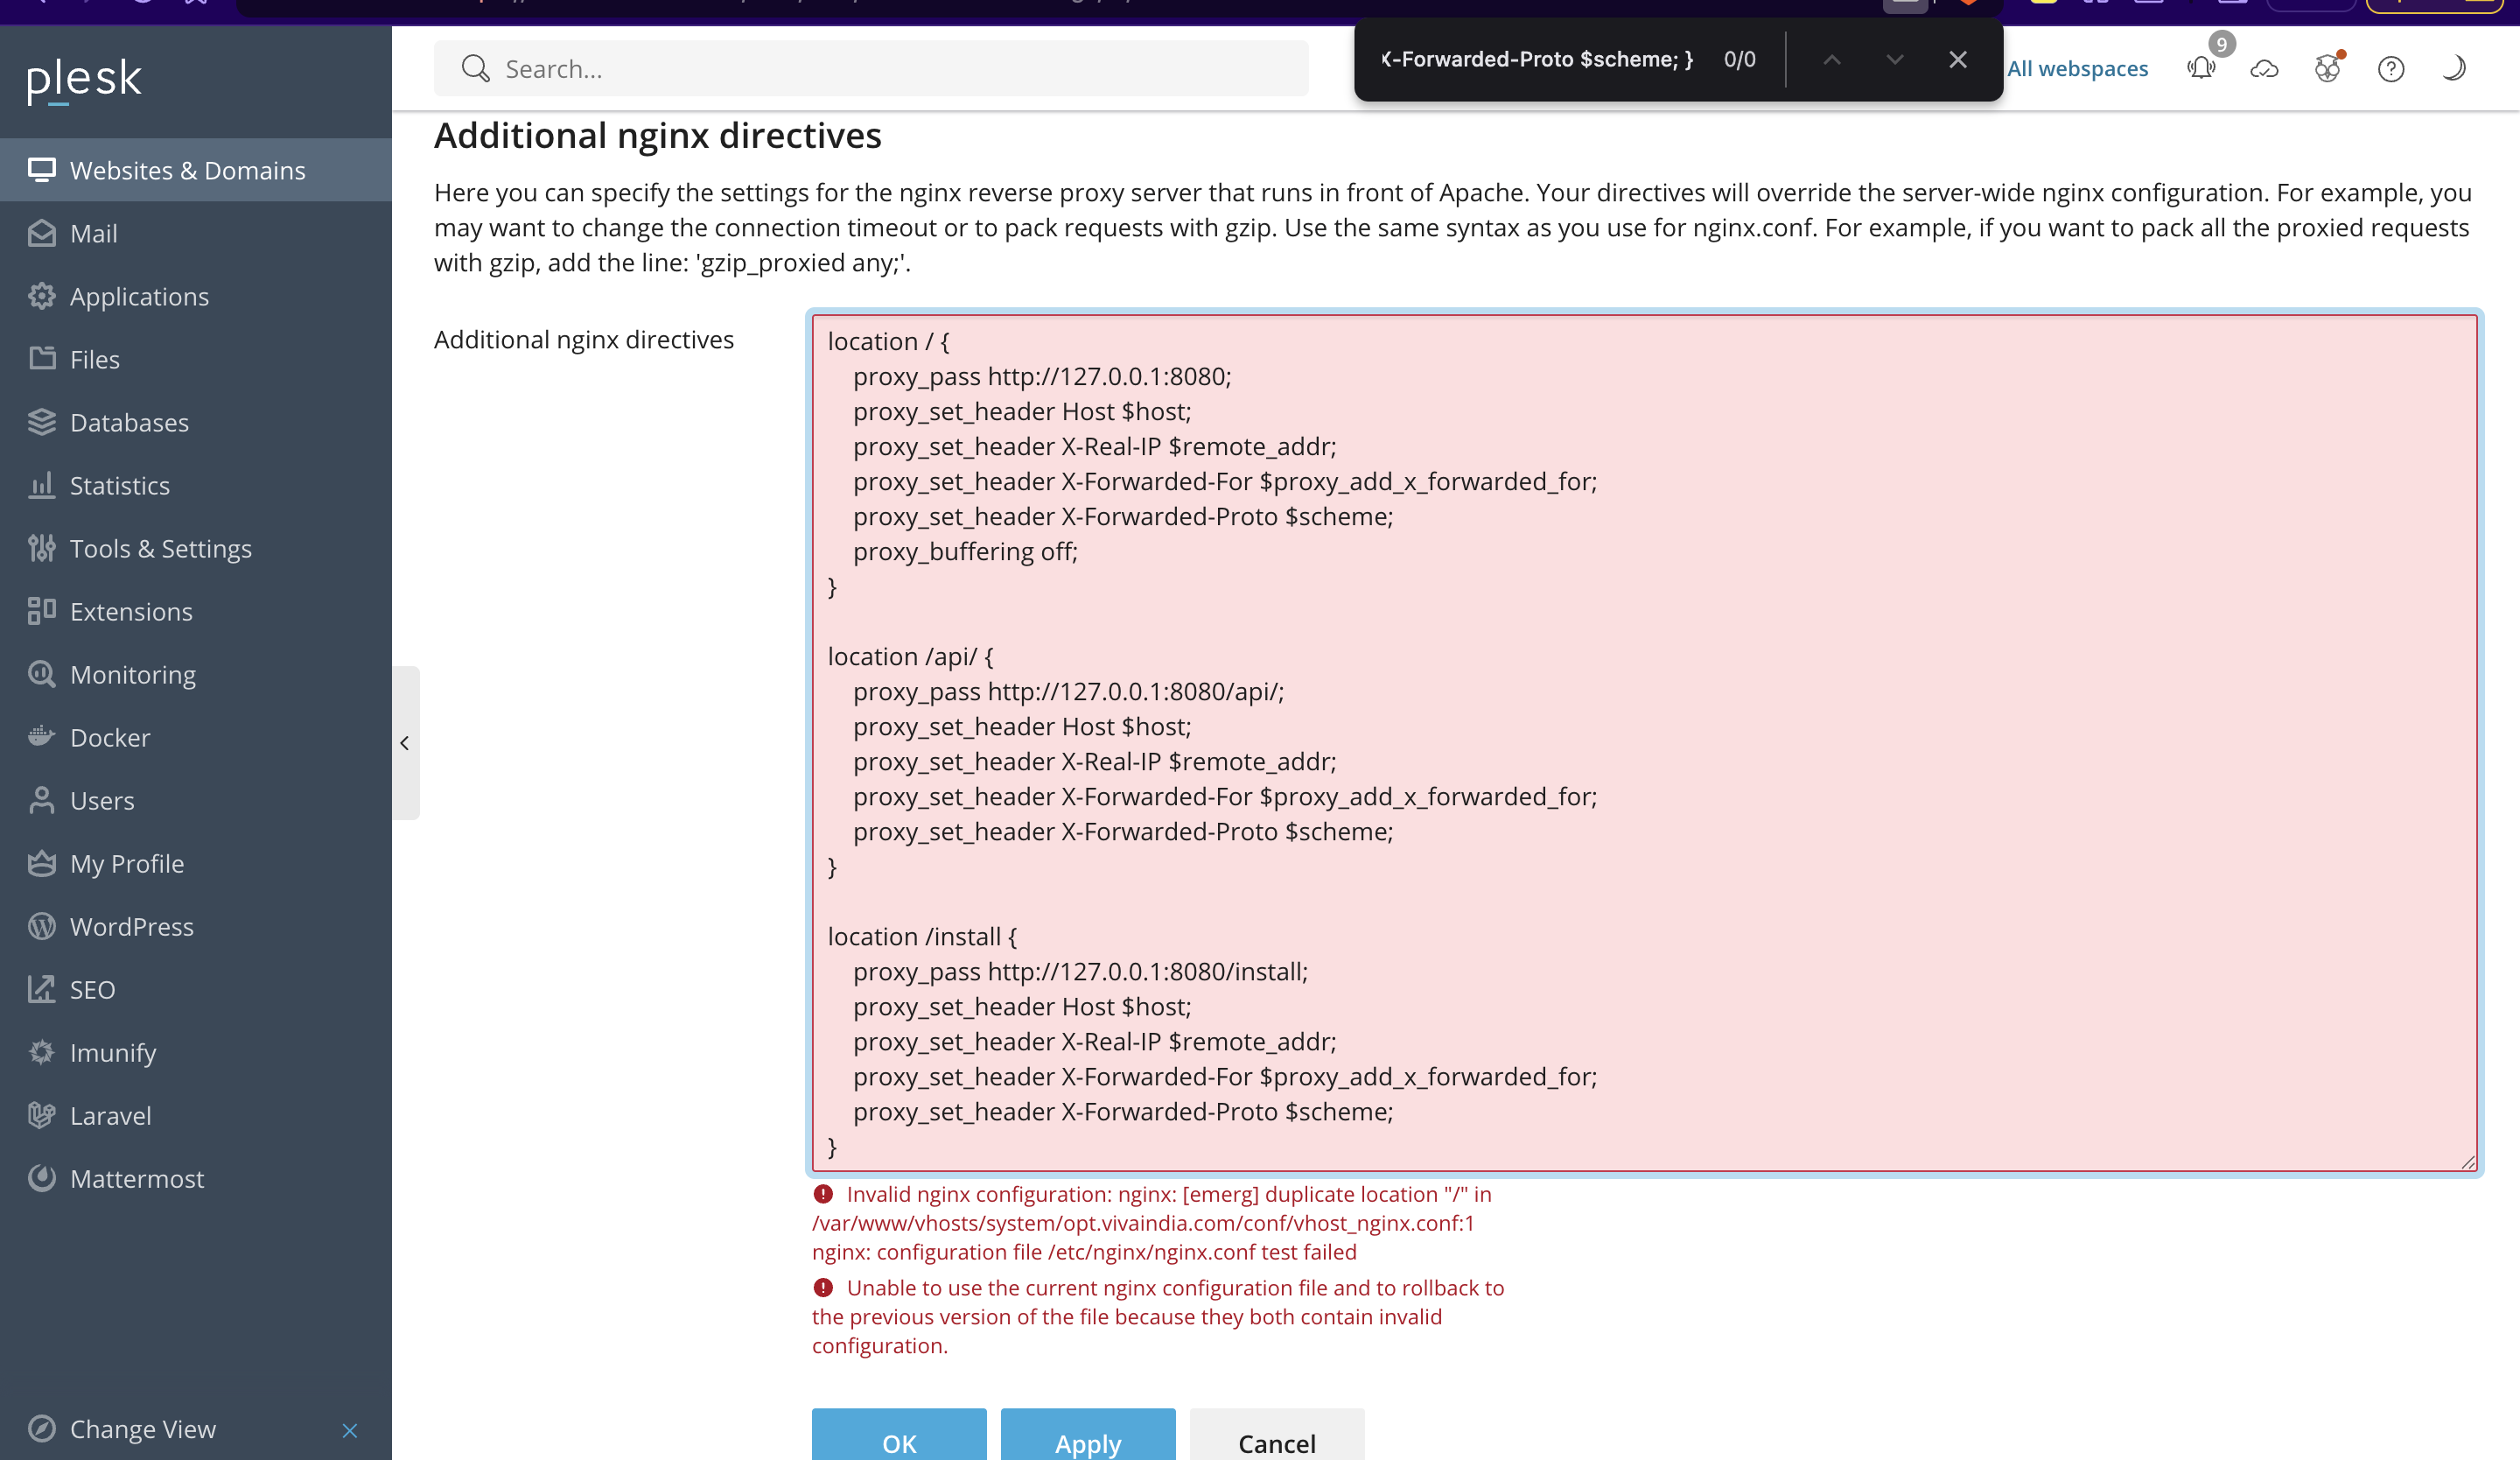 X-Forwarded-Proto $scheme; } 0/0
plesk
Search...
All webspaces
9
Websites & Domains
Mail
Applications
Files
Databases
Statistics
Tools & Settings
Extensions
Monitoring
Docker
Users
My Profile
WordPress
SEO
Imunify
Laravel
Mattermost
Change View
Additional nginx directives
Here you can specify the settings for the nginx reverse proxy server that runs in front of Apache. Your directives will override the server-wide nginx configuration. For example, you
may want to change the connection timeout or to pack requests with gzip. Use the same syntax as you use for nginx.conf. For example, if you want to pack all the proxied requests
with gzip, add the line: 'gzip_proxied any;'.
Additional nginx directives
location / {
proxy_pass http://127.0.0.1:8080;
proxy_set_header Host $host;
proxy_set_header X-Real-IP $remote_addr;
proxy_set_header X-Forwarded-For $proxy_add_x_forwarded_for;
proxy_set_header X-Forwarded-Proto $scheme;
proxy_buffering off;
}
location /api/ {
proxy_pass http://127.0.0.1:8080/api/;
proxy_set_header Host $host;
proxy_set_header X-Real-IP $remote_addr;
proxy_set_header X-Forwarded-For $proxy_add_x_forwarded_for;
proxy_set_header X-Forwarded-Proto $scheme;
}
location /install {
proxy_pass http://127.0.0.1:8080/install;
proxy_set_header Host $host;
proxy_set_header X-Real-IP $remote_addr;
proxy_set_header X-Forwarded-For $proxy_add_x_forwarded_for;
proxy_set_header X-Forwarded-Proto $scheme;
}
Invalid nginx configuration: nginx: [emerg] duplicate location "/" in
/var/www/vhosts/system/opt.vivaindia.com/conf/vhost_nginx.conf:1
nginx: configuration file /etc/nginx/nginx.conf test failed
Unable to use the current nginx configuration file and to rollback to
the previous version of the file because they both contain invalid
configuration.
OK
Apply
Cancel